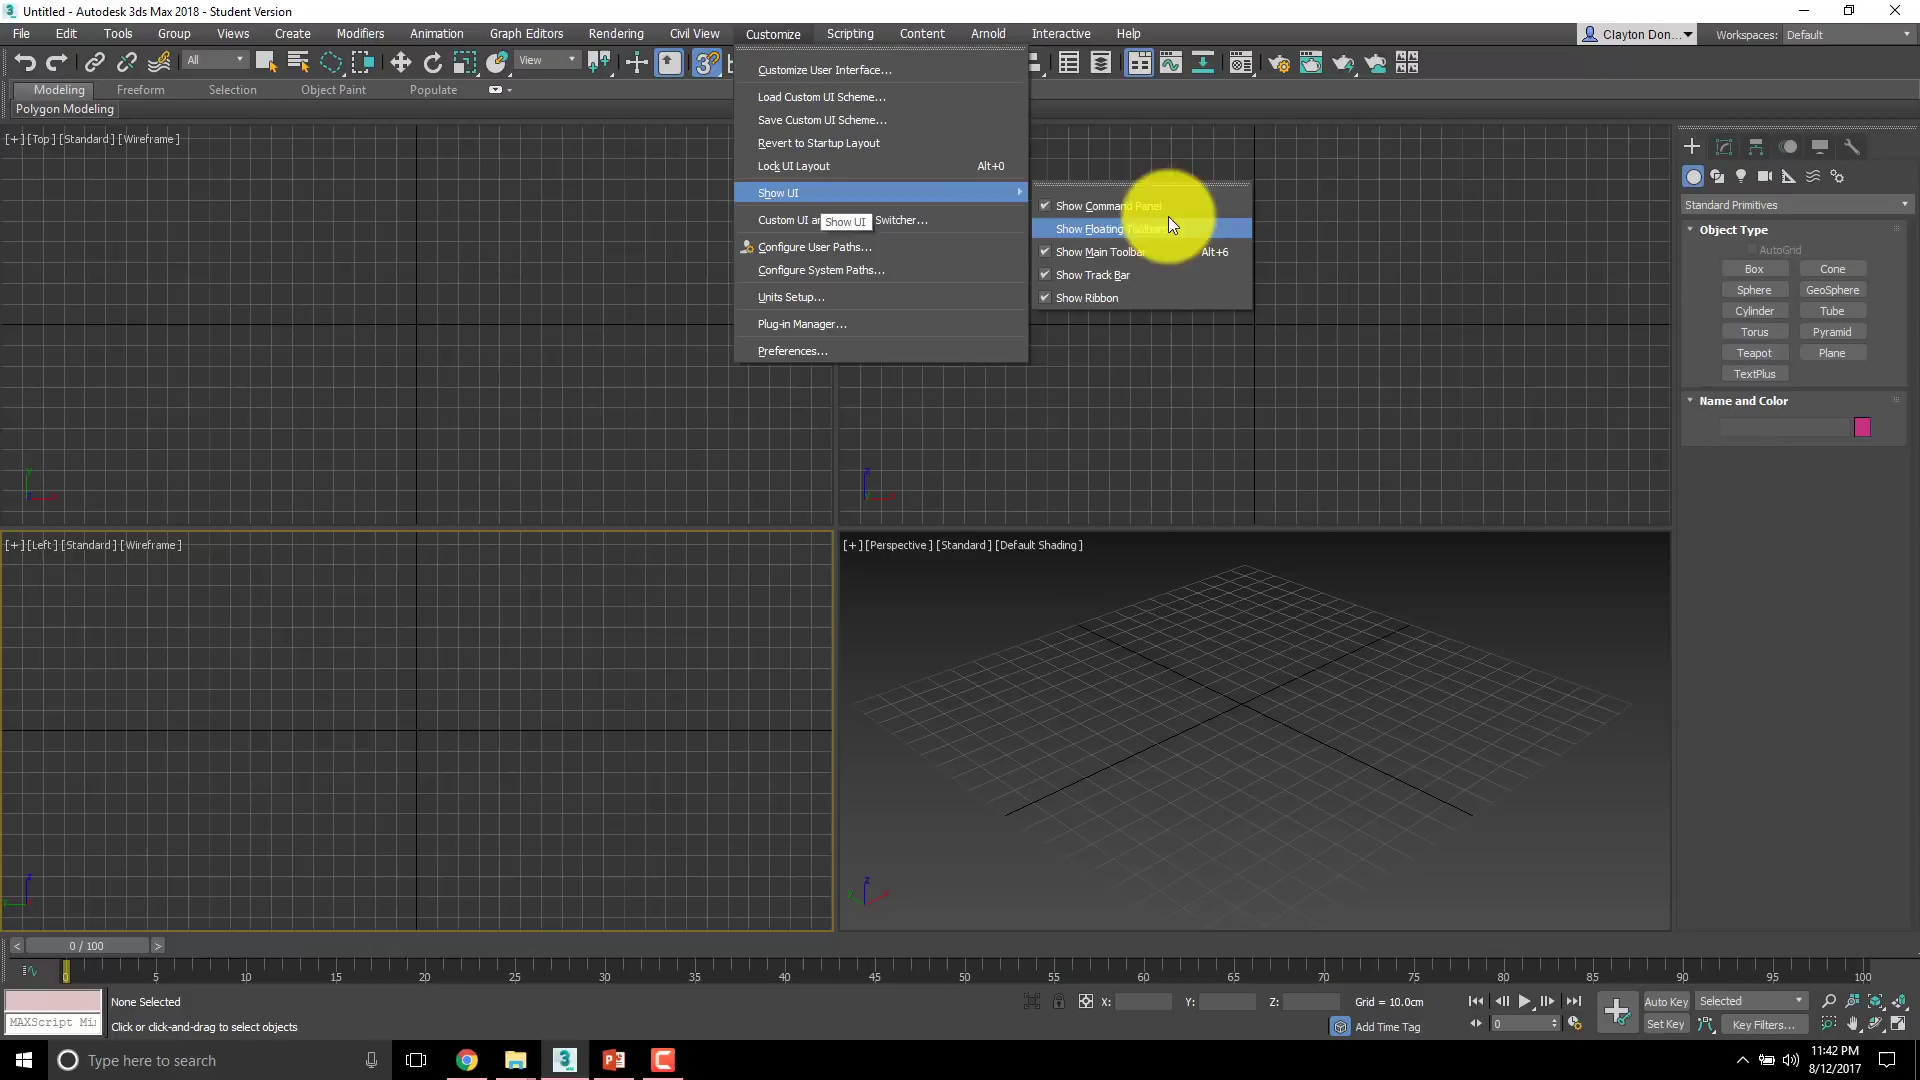 Untitled - Autodesk 3ds Max 2018 - Student Version
File Edit Tools Group Views Create Modifiers Animation Graph Editors Rendering Civil View Customize Scripting Content Arnold Interactive Help
Clayton Don... Workspaces: Default
All View
Modeling Freeform Selection Object Paint Populate
Polygon Modeling
Customize User Interface...
Load Custom UI Scheme...
Save Custom UI Scheme...
Revert to Startup Layout
Lock UI Layout Alt+0
Show UI
Custom UI an Switcher...
Show UI
Configure User Paths...
Configure System Paths...
Units Setup...
Plug-in Manager...
Preferences...
Show Command Panel
Show Floating Toolbars
Show Main Toolbar Alt+6
Show Track Bar
Show Ribbon
[+] [Top] [Standard] [Wireframe]
[+] [Left] [Standard] [Wireframe]
[+] [Perspective] [Standard] [Default Shading]
Standard Primitives
Object Type
AutoGrid
Box Cone
Sphere GeoSphere
Cylinder Tube
Torus Pyramid
Teapot Plane
TextPlus
Name and Color
< 0 / 100 >
0 5 10 15 20 25 30 35 40 45 50 55 60 65 70 75 80 85 90 95 100
None Selected
X: Y: Z: Grid = 10.0cm
Auto Key Selected
MAXScript Mi
Click or click-and-drag to select objects
Add Time Tag
0
Set Key Key Filters...
Type here to search
11:42 PM
8/12/2017